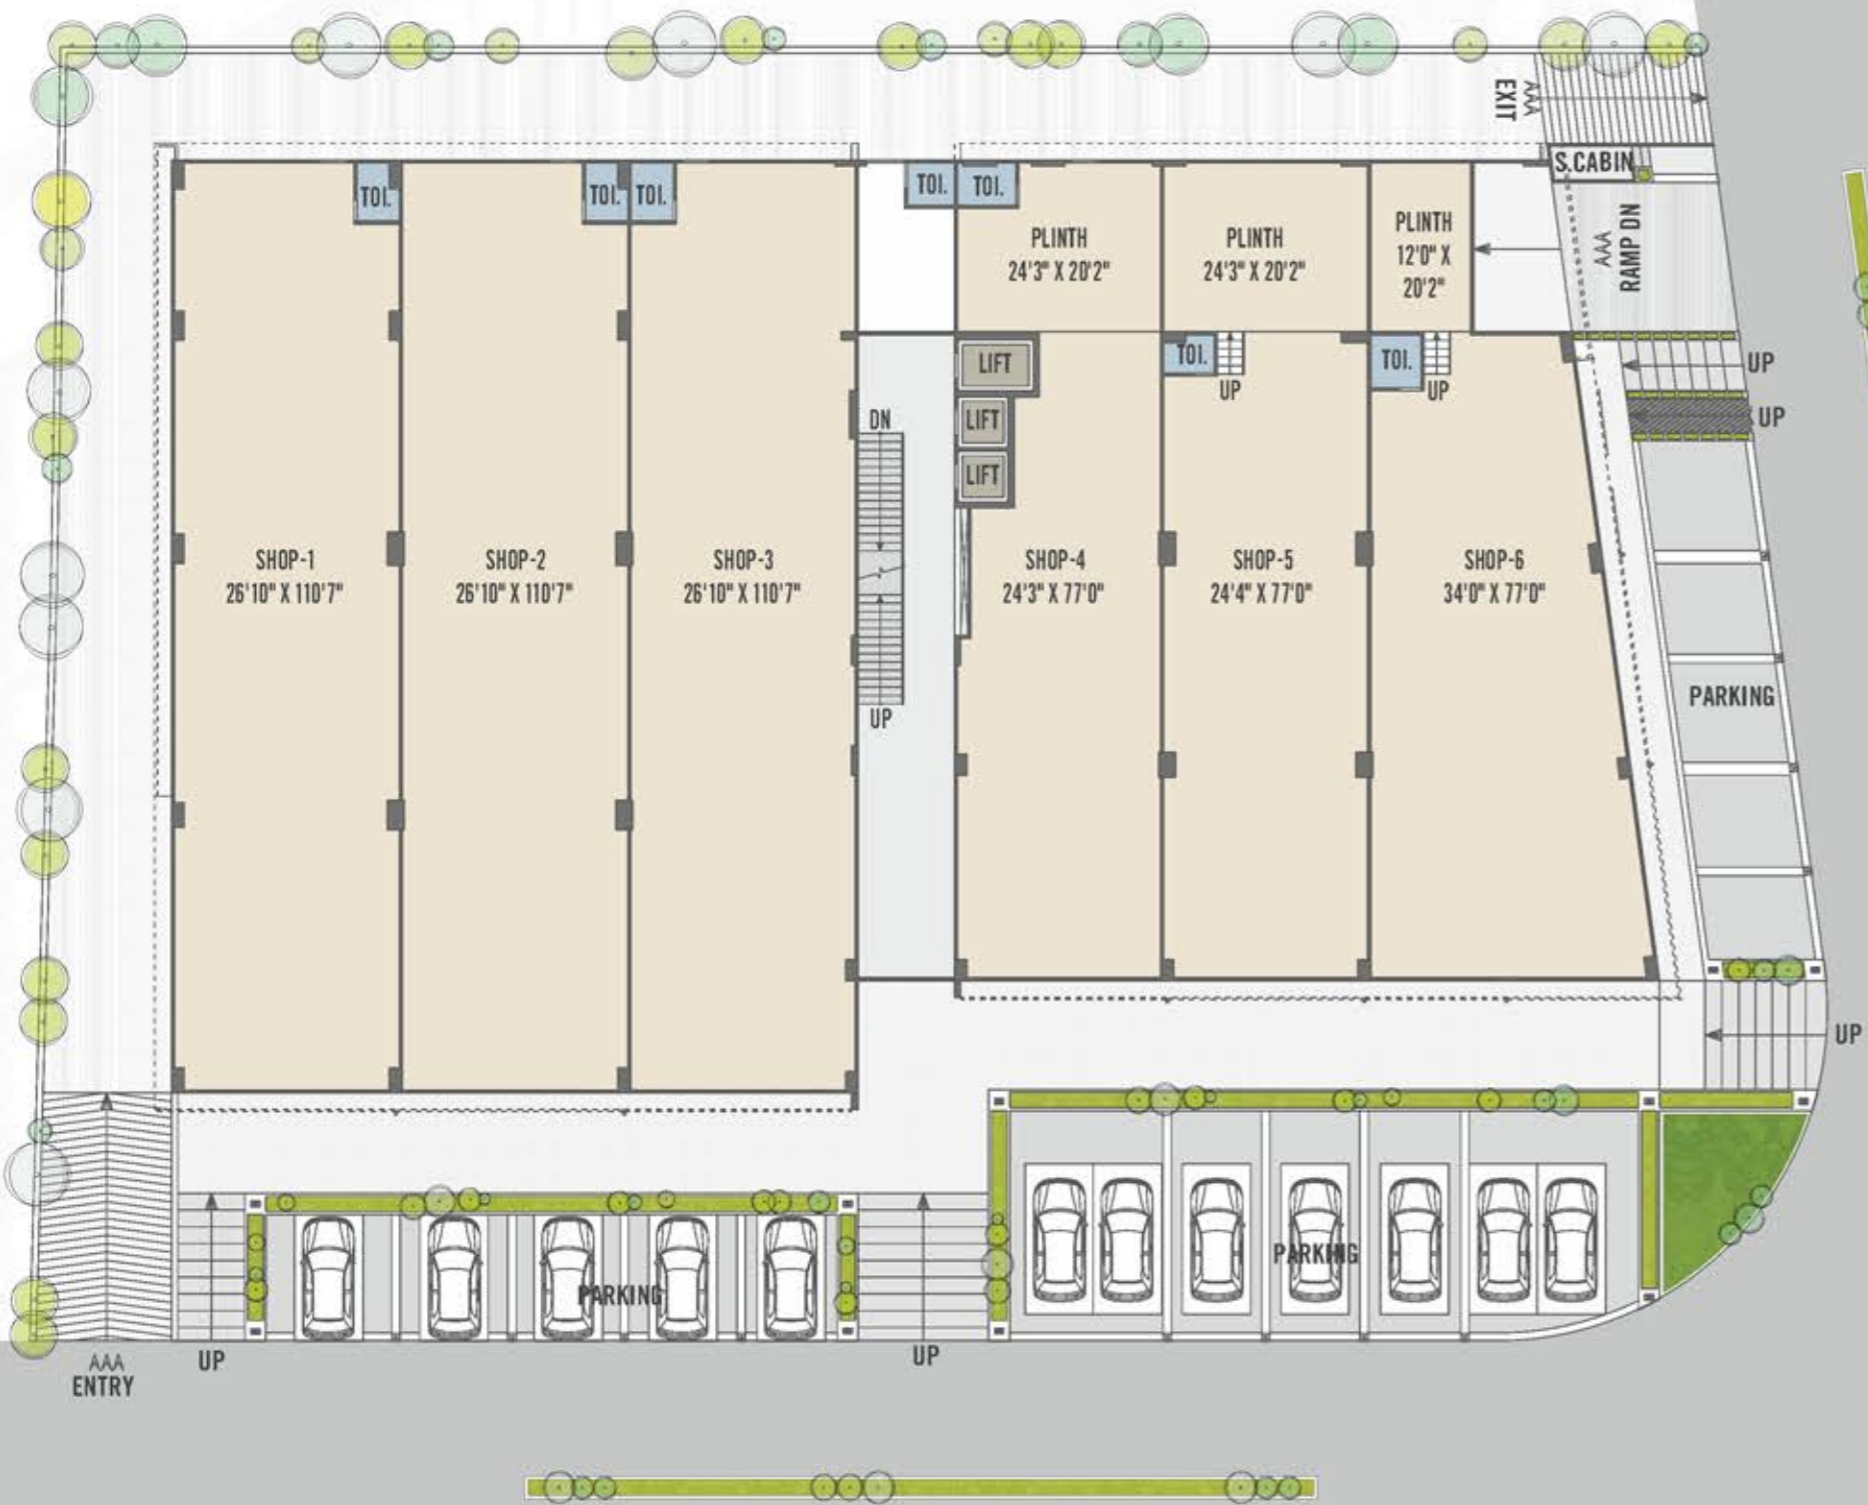 EXIT
S.CABIN
TOI.
TOI.
TOI.
TOI.
TOI.
PLINTH
24'3" X 20'2"
PLINTH
24'3" X 20'2"
PLINTH
12'0" X
20'2"
RAMP DN
LIFT
LIFT
LIFT
TOI.
UP
TOI.
UP
UP
UP
DN
UP
SHOP-1
26'10" X 110'7"
SHOP-2
26'10" X 110'7"
SHOP-3
26'10" X 110'7"
SHOP-4
24'3" X 77'0"
SHOP-5
24'4" X 77'0"
SHOP-6
34'0" X 77'0"
PARKING
UP
PARKING
PARKING
ENTRY
UP
UP